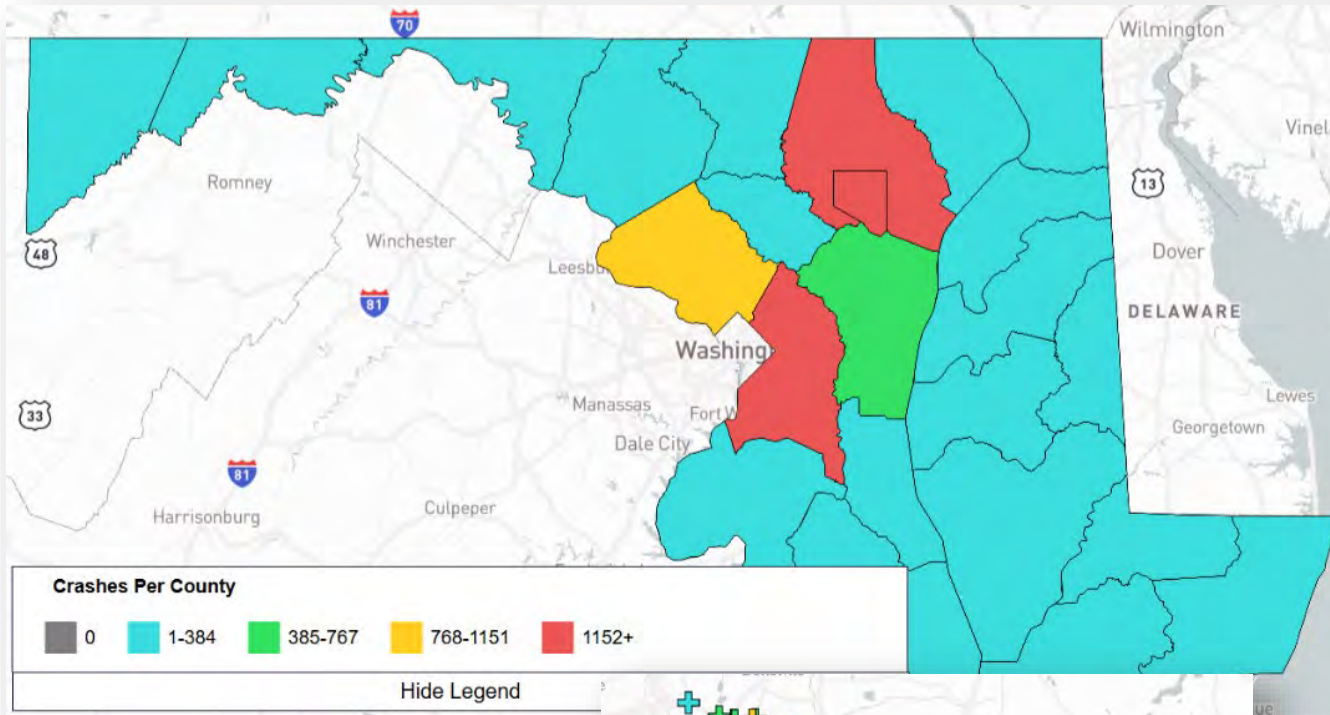 70
Wilmington
Vinel
Romney
13
48
Winchester
Dover
Leesbu
81
DELAWARE
Washing
33
Manassas
Fort W
Lewes
Dale City
Georgetown
81
Culpeper
Harrisonburg
Crashes Per County
0 1-384 385-767 768-1151 1152+
Hide Legend
ue